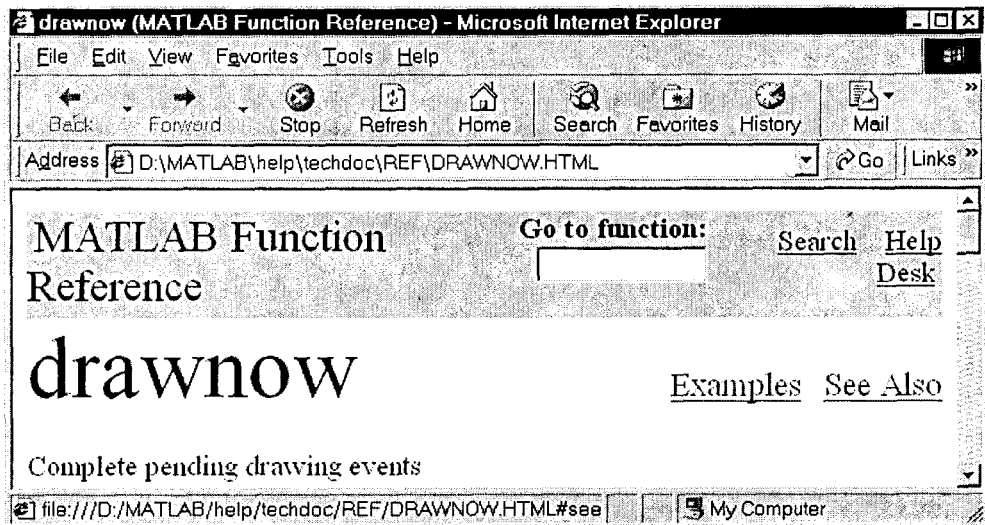 drawnow (MATLAB Function Reference) - Microsoft Internet Explorer
File Edit View Favorites Tools Help
Back Forward Stop Refresh Home Search Favorites History Mail »
Address D:\MATLAB\help\techdoc\REF\DRAWNOW.HTML Go Links »
MATLAB Function Reference
Go to function:
Search Help Desk
drawnow
Examples See Also
Complete pending drawing events
file:///D:/MATLAB/help/techdoc/REF/DRAWNOW.HTML#see My Computer